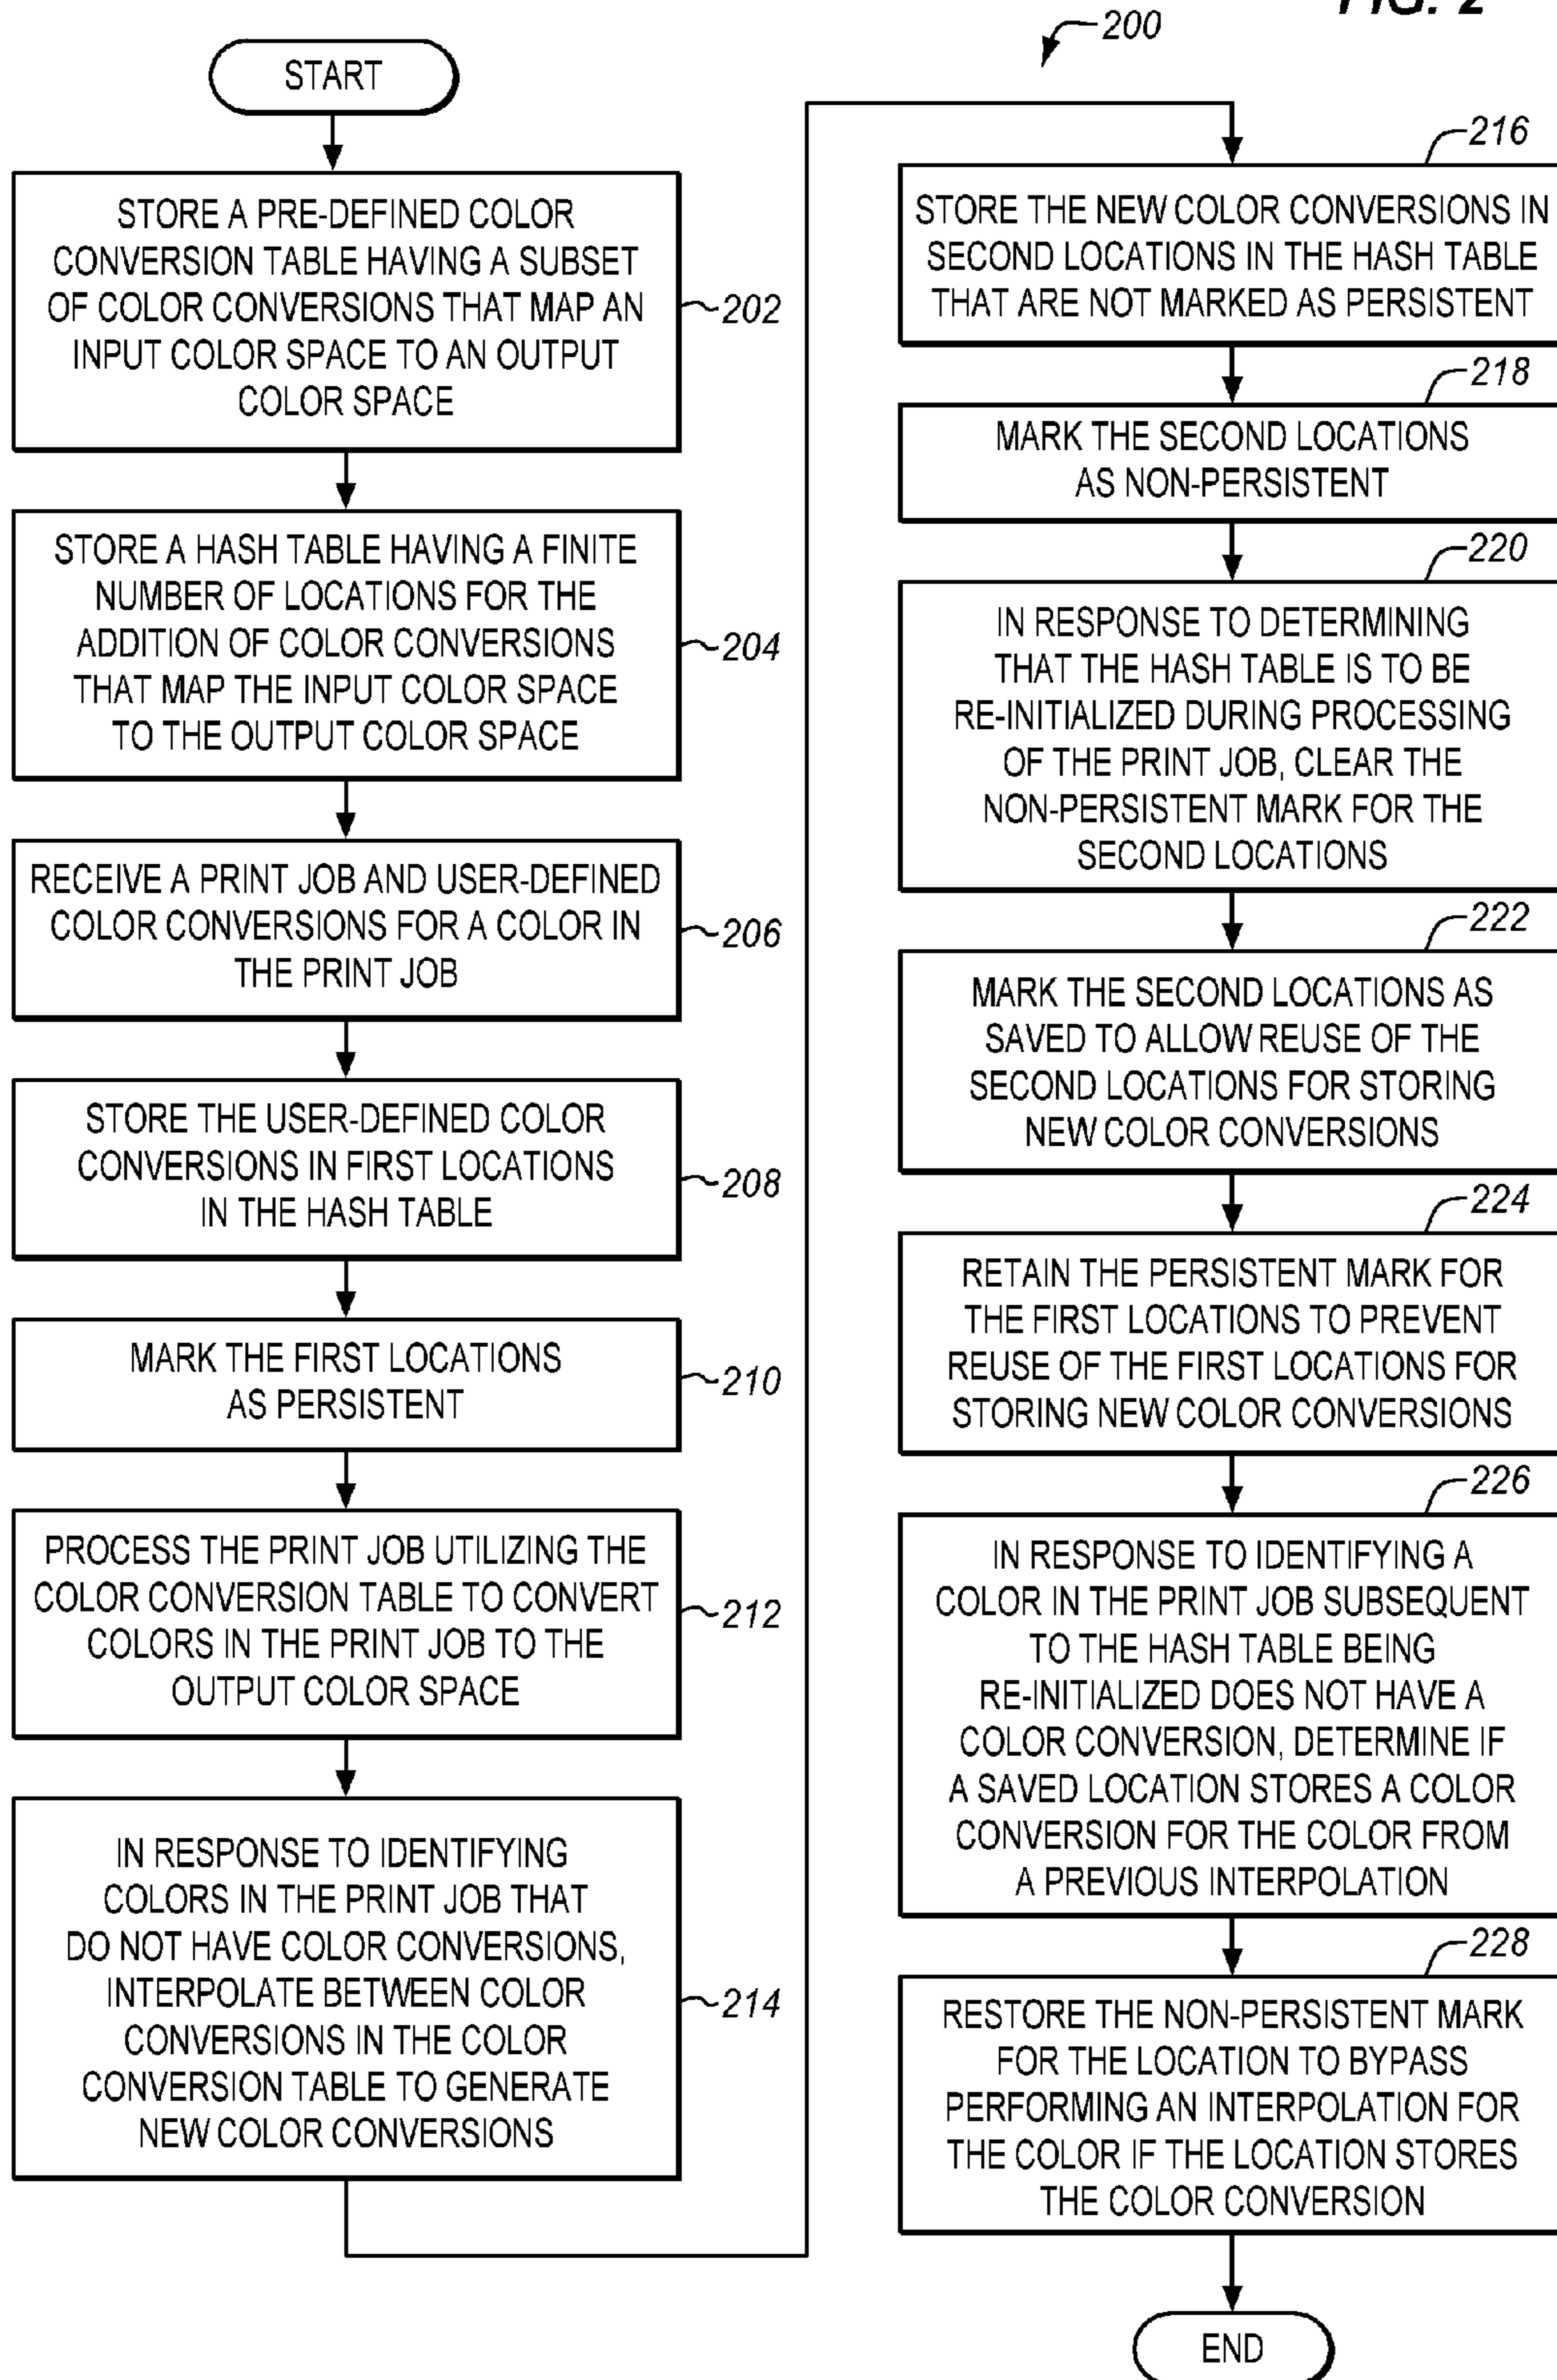 FIG. 2
200
START
STORE A PRE-DEFINED COLOR
CONVERSION TABLE HAVING A SUBSET
OF COLOR CONVERSIONS THAT MAP AN
INPUT COLOR SPACE TO AN OUTPUT
COLOR SPACE
202
STORE A HASH TABLE HAVING A FINITE
NUMBER OF LOCATIONS FOR THE
ADDITION OF COLOR CONVERSIONS
THAT MAP THE INPUT COLOR SPACE
TO THE OUTPUT COLOR SPACE
204
RECEIVE A PRINT JOB AND USER-DEFINED
COLOR CONVERSIONS FOR A COLOR IN
THE PRINT JOB
206
STORE THE USER-DEFINED COLOR
CONVERSIONS IN FIRST LOCATIONS
IN THE HASH TABLE
208
MARK THE FIRST LOCATIONS
AS PERSISTENT
210
PROCESS THE PRINT JOB UTILIZING THE
COLOR CONVERSION TABLE TO CONVERT
COLORS IN THE PRINT JOB TO THE
OUTPUT COLOR SPACE
212
IN RESPONSE TO IDENTIFYING
COLORS IN THE PRINT JOB THAT
DO NOT HAVE COLOR CONVERSIONS,
INTERPOLATE BETWEEN COLOR
CONVERSIONS IN THE COLOR
CONVERSION TABLE TO GENERATE
NEW COLOR CONVERSIONS
214
216
STORE THE NEW COLOR CONVERSIONS IN
SECOND LOCATIONS IN THE HASH TABLE
THAT ARE NOT MARKED AS PERSISTENT
218
MARK THE SECOND LOCATIONS
AS NON-PERSISTENT
220
IN RESPONSE TO DETERMINING
THAT THE HASH TABLE IS TO BE
RE-INITIALIZED DURING PROCESSING
OF THE PRINT JOB, CLEAR THE
NON-PERSISTENT MARK FOR THE
SECOND LOCATIONS
222
MARK THE SECOND LOCATIONS AS
SAVED TO ALLOW REUSE OF THE
SECOND LOCATIONS FOR STORING
NEW COLOR CONVERSIONS
224
RETAIN THE PERSISTENT MARK FOR
THE FIRST LOCATIONS TO PREVENT
REUSE OF THE FIRST LOCATIONS FOR
STORING NEW COLOR CONVERSIONS
226
IN RESPONSE TO IDENTIFYING A
COLOR IN THE PRINT JOB SUBSEQUENT
TO THE HASH TABLE BEING
RE-INITIALIZED DOES NOT HAVE A
COLOR CONVERSION, DETERMINE IF
A SAVED LOCATION STORES A COLOR
CONVERSION FOR THE COLOR FROM
A PREVIOUS INTERPOLATION
228
RESTORE THE NON-PERSISTENT MARK
FOR THE LOCATION TO BYPASS
PERFORMING AN INTERPOLATION FOR
THE COLOR IF THE LOCATION STORES
THE COLOR CONVERSION
END